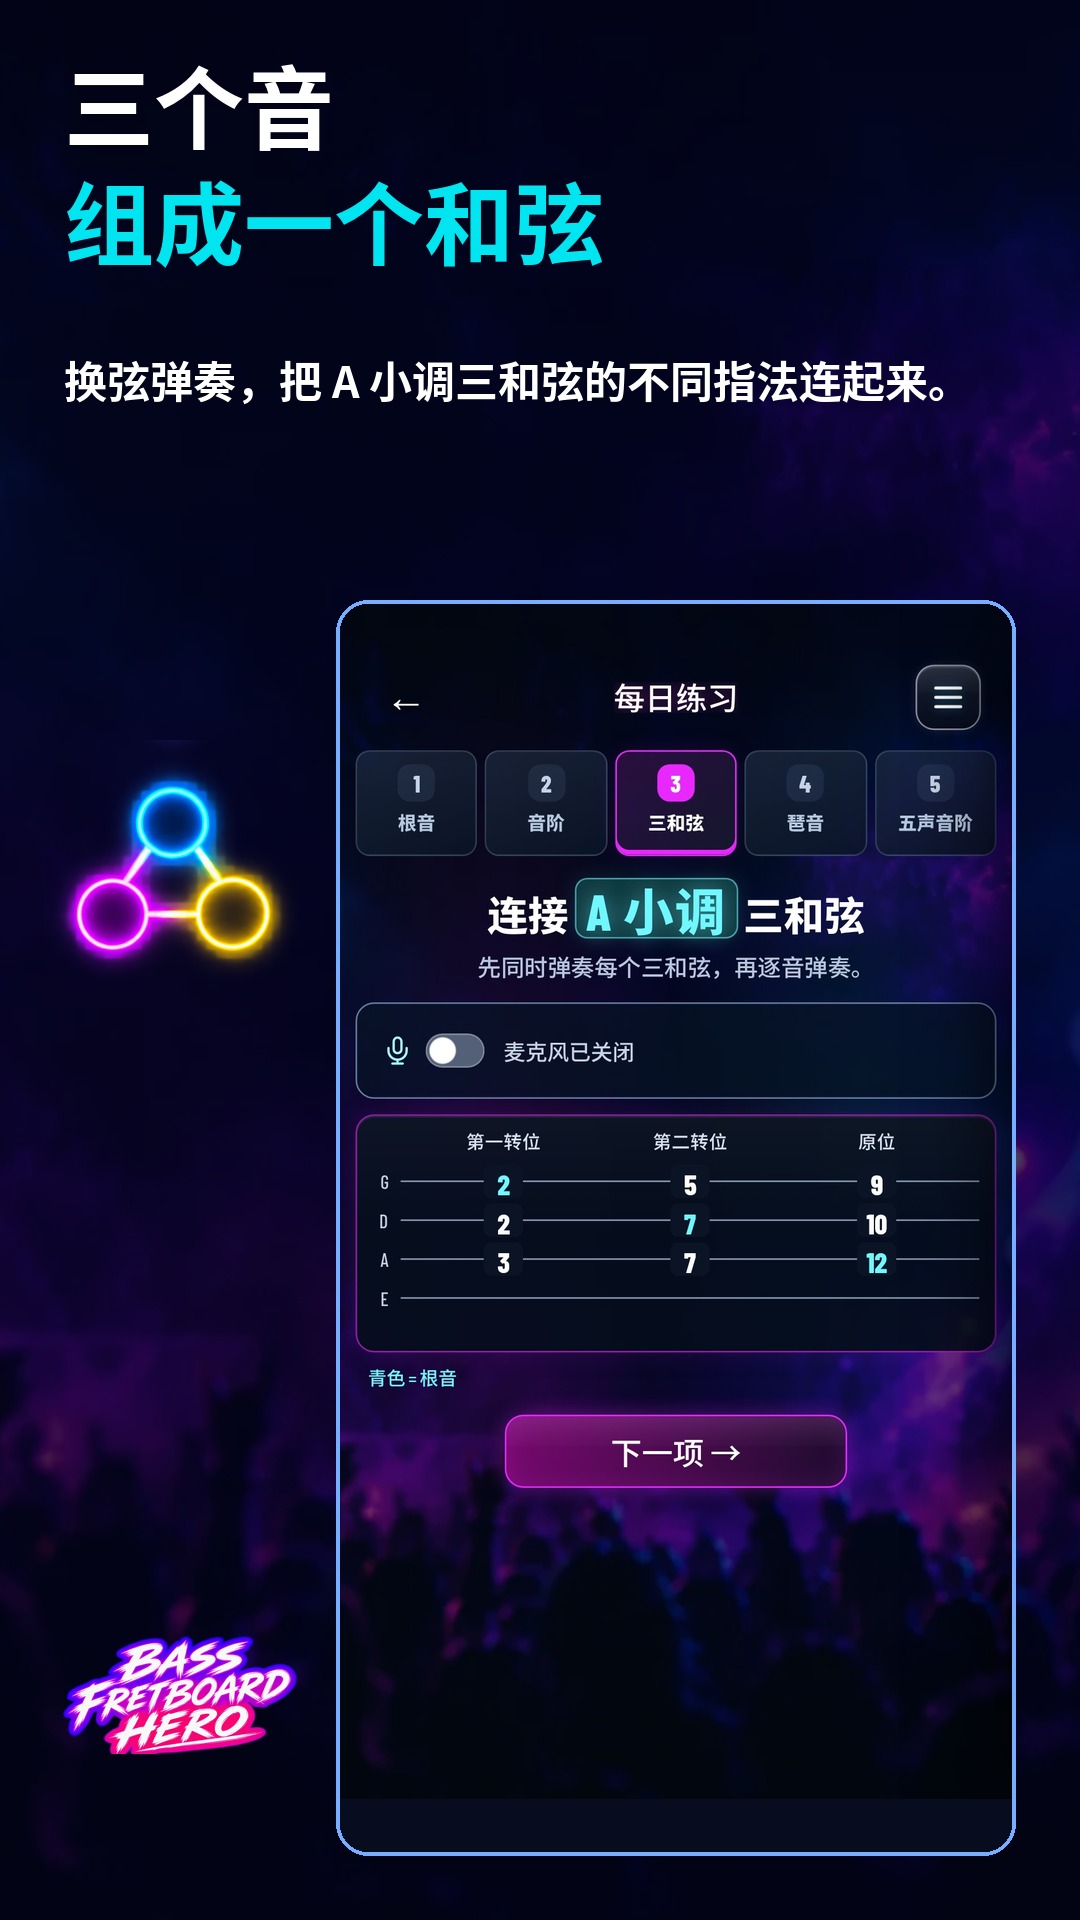 三个音
组成一个和弦
换弦弹奏，把 A 小调三和弦的不同指法连起来。
← 每日练习
1 2 3 4 5
根音 音阶 三和弦 琶音 五声音阶
连接 A 小调 三和弦
先同时弹奏每个三和弦，再逐音弹奏。
麦克风已关闭
第一转位 第二转位 原位
G 2 5 9
D 2 7 10
A 3 7 12
E
青色=根音
下一项 →
BASS
FRETBOARD
HERO